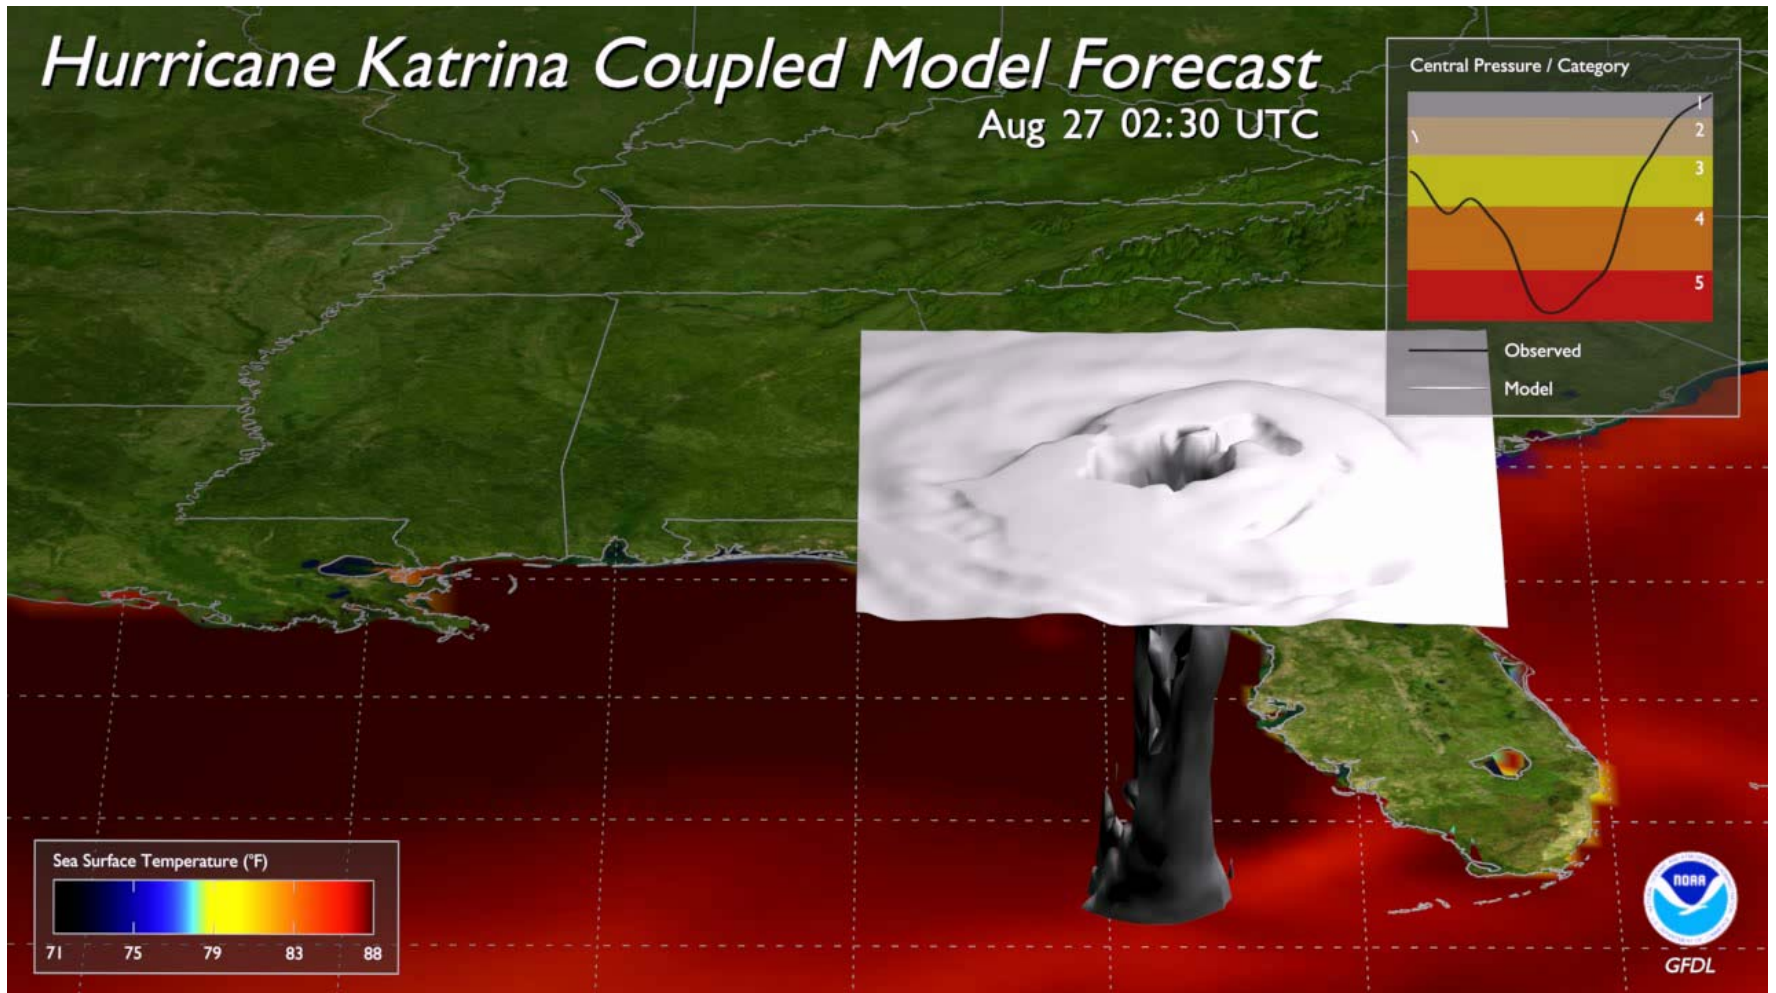 Hurricane Katrina Coupled Model Forecast
Aug 27 02:30 UTC
Central Pressure / Category
1
2
3
4
5
Observed
Model
Sea Surface Temperature (°F)
71 75 79 83 88
NOAA
GFDL